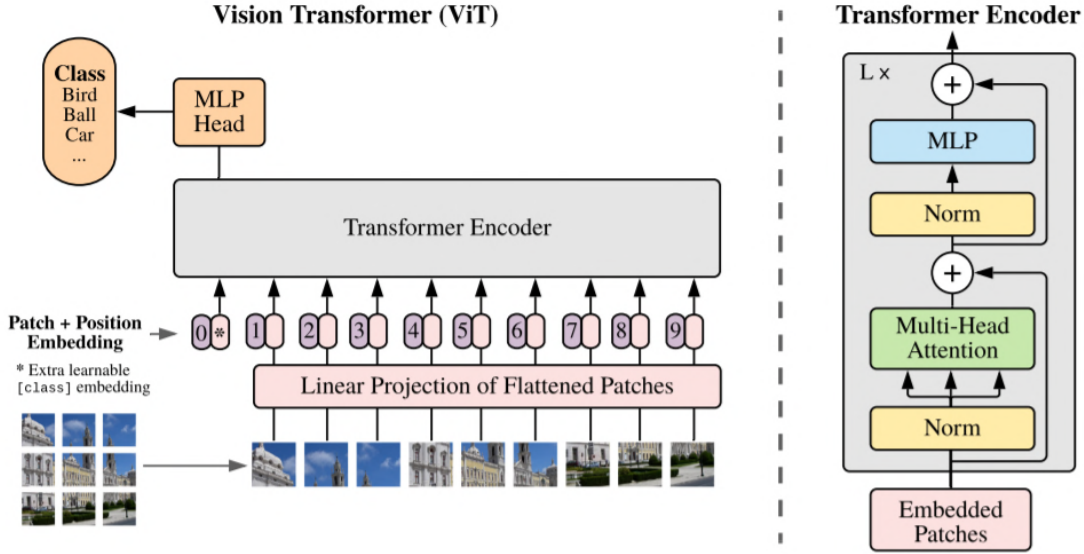 Vision Transformer (ViT)
Class
Bird
Ball
Car
...
MLP
Head
Transformer Encoder
Patch + Position
Embedding
0 * 1 2 3 4 5 6 7 8 9
* Extra learnable
[class] embedding
Linear Projection of Flattened Patches
Transformer Encoder
L ×
+
MLP
Norm
+
Multi-Head
Attention
Norm
Embedded
Patches